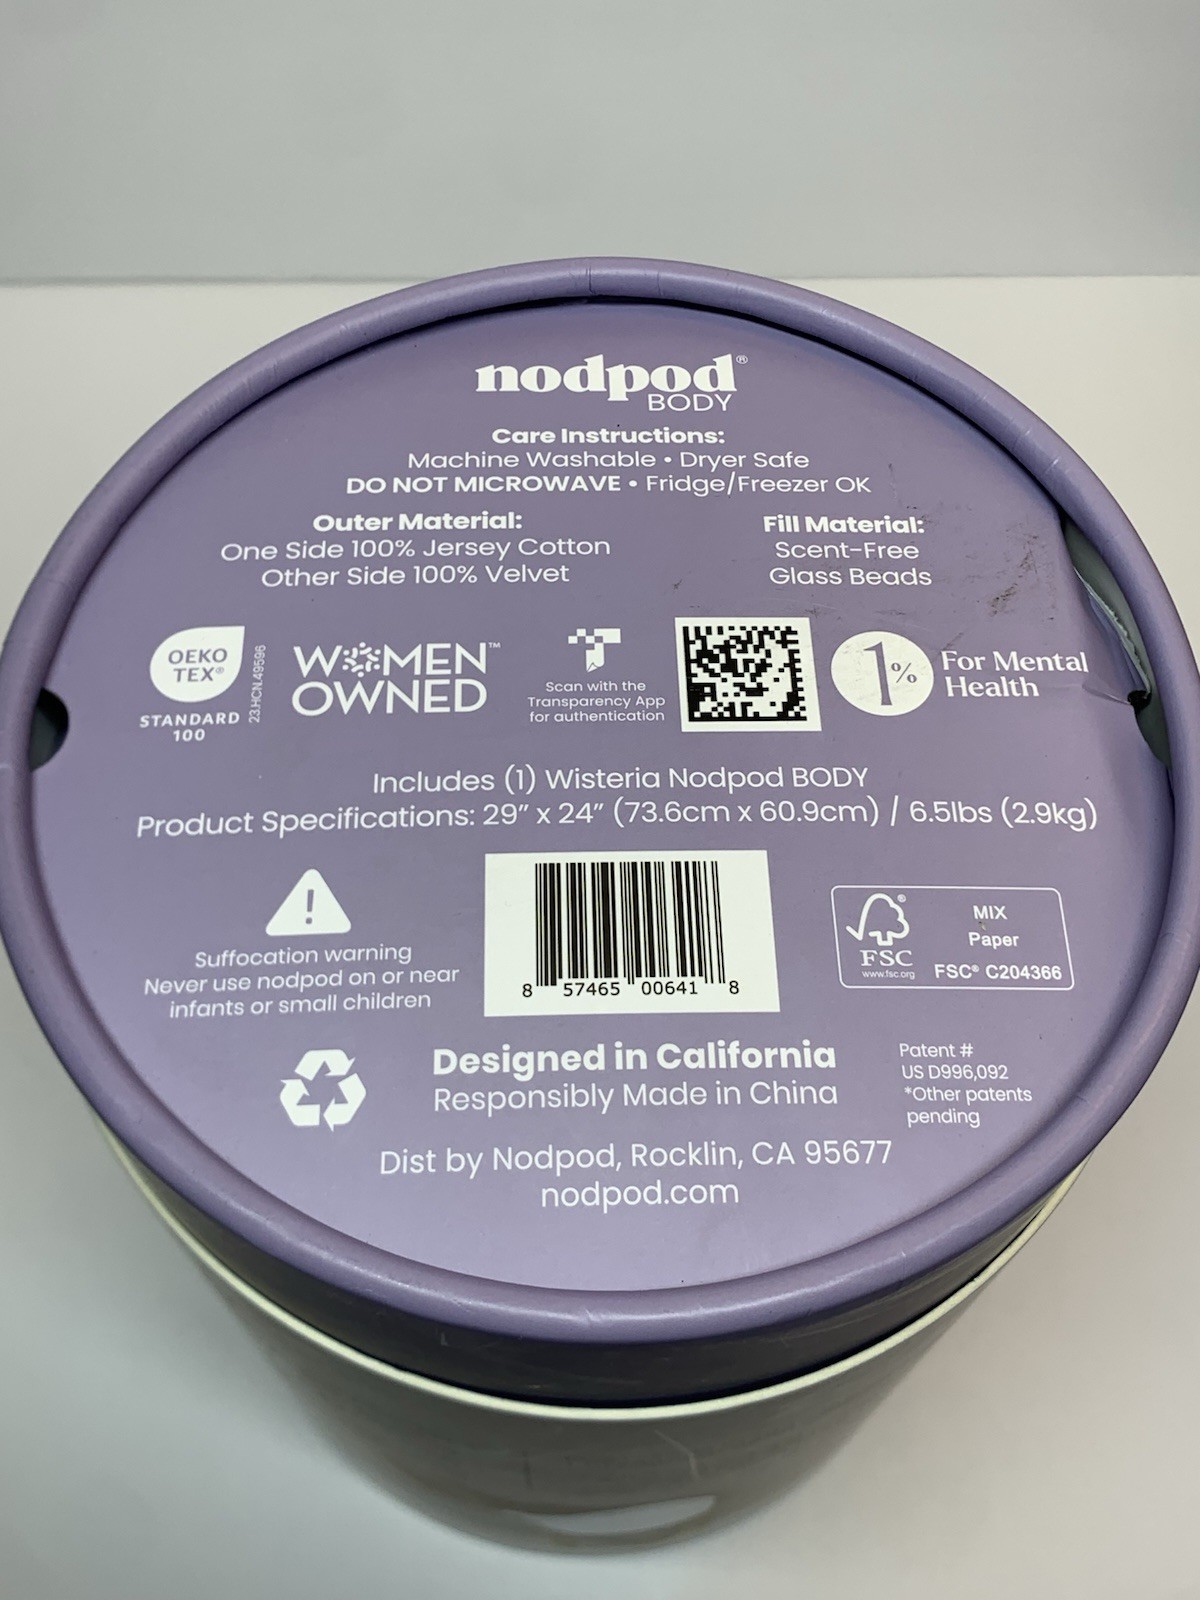 nodpod®
BODY
Care Instructions:
Machine Washable • Dryer Safe
DO NOT MICROWAVE • Fridge/Freezer OK
Outer Material:
One Side 100% Jersey Cotton
Other Side 100% Velvet
Fill Material:
Scent-Free
Glass Beads
OEKO
TEX®
STANDARD
100
23.HCN.49596
WOMEN™
OWNED
Scan with the
Transparency App
for authentication
1%
For Mental
Health
Includes (1) Wisteria Nodpod BODY
Product Specifications: 29” x 24” (73.6cm x 60.9cm) / 6.5lbs (2.9kg)
!
Suffocation warning
Never use nodpod on or near
infants or small children
8 57465 00641 8
FSC
www.fsc.org
MIX
Paper
FSC® C204366
Designed in California
Responsibly Made in China
Patent #
US D996,092
*Other patents
pending
Dist by Nodpod, Rocklin, CA 95677
nodpod.com